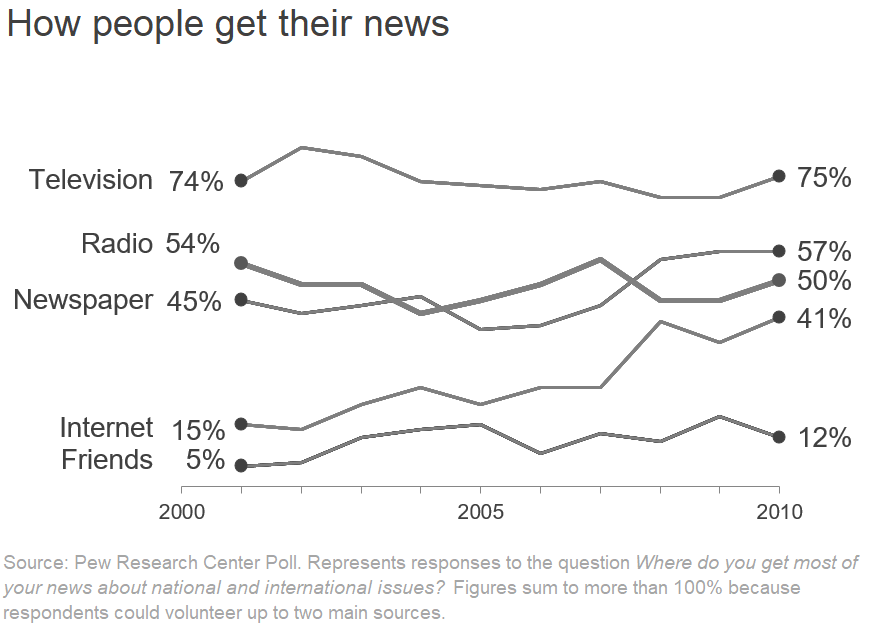 How people get their news
Television 74%
75%
Radio 54%
57%
50%
Newspaper 45%
41%
Internet 15%
12%
Friends 5%
2000 2005 2010
Source: Pew Research Center Poll. Represents responses to the question Where do you get most of
your news about national and international issues? Figures sum to more than 100% because
respondents could volunteer up to two main sources.